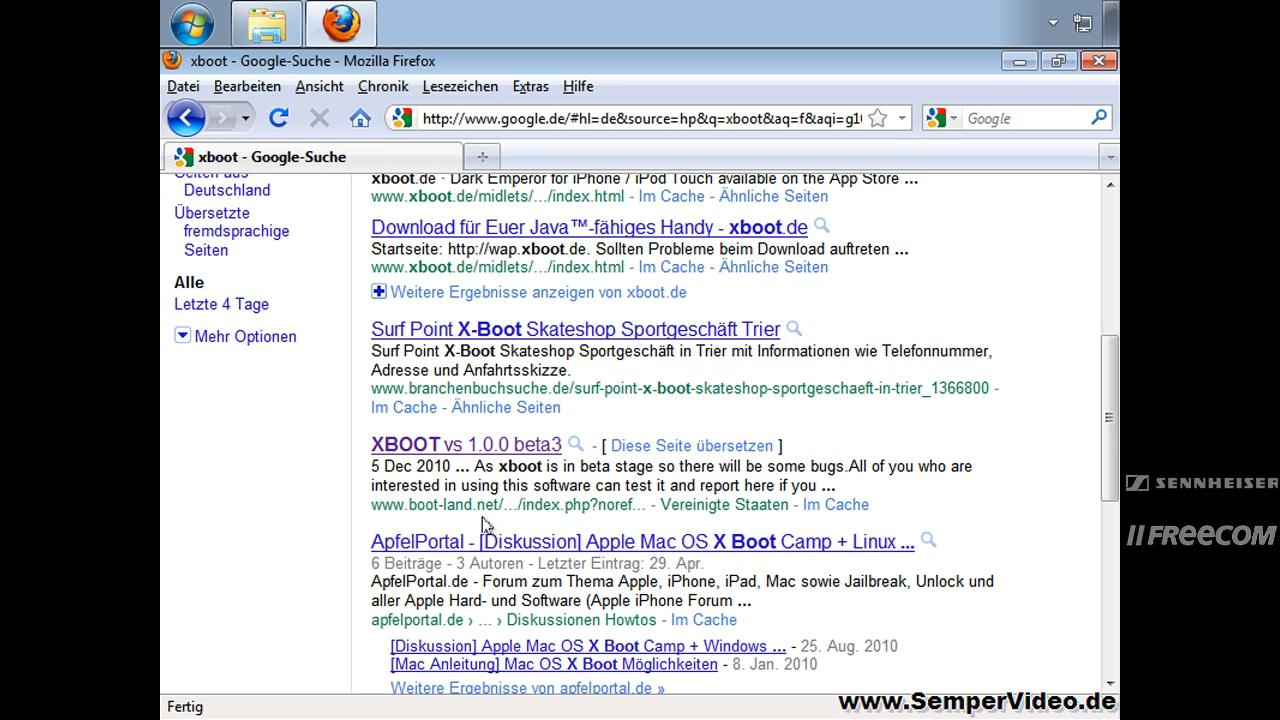 xboot - Google-Suche - Mozilla Firefox
Datei Bearbeiten Ansicht Chronik Lesezeichen Extras Hilfe
http://www.google.de/#hl=de&source=hp&q=xboot&aq=f&aqi=g10 Google
xboot - Google-Suche
Seiten aus
Deutschland
Übersetzte
fremdsprachige
Seiten
Alle
Letzte 4 Tage
Mehr Optionen
xboot.de · Dark Emperor for iPhone / iPod Touch available on the App Store ...
www.xboot.de/midlets/.../index.html - Im Cache - Ähnliche Seiten
Download für Euer Java™-fähiges Handy - xboot.de
Startseite: http://wap.xboot.de. Sollten Probleme beim Download auftreten ...
www.xboot.de/midlets/.../index.html - Im Cache - Ähnliche Seiten
Weitere Ergebnisse anzeigen von xboot.de
Surf Point X-Boot Skateshop Sportgeschäft Trier
Surf Point X-Boot Skateshop Sportgeschäft in Trier mit Informationen wie Telefonnummer,
Adresse und Anfahrtsskizze.
www.branchenbuchsuche.de/surf-point-x-boot-skateshop-sportgeschaeft-in-trier_1366800 -
Im Cache - Ähnliche Seiten
XBOOT vs 1.0.0 beta3 - [ Diese Seite übersetzen ]
5 Dec 2010 ... As xboot is in beta stage so there will be some bugs.All of you who are
interested in using this software can test it and report here if you ...
www.boot-land.net/.../index.php?noref... - Vereinigte Staaten - Im Cache
ApfelPortal - [Diskussion] Apple Mac OS X Boot Camp + Linux ...
6 Beiträge - 3 Autoren - Letzter Eintrag: 29. Apr.
ApfelPortal.de - Forum zum Thema Apple, iPhone, iPad, Mac sowie Jailbreak, Unlock und
aller Apple Hard- und Software (Apple iPhone Forum ...
apfelportal.de › ... › Diskussionen Howtos - Im Cache
[Diskussion] Apple Mac OS X Boot Camp + Windows ... - 25. Aug. 2010
[Mac Anleitung] Mac OS X Boot Möglichkeiten - 8. Jan. 2010
Weitere Ergebnisse von apfelportal.de »
Fertig
SENNHEISER
FREECOM
www.SemperVideo.de